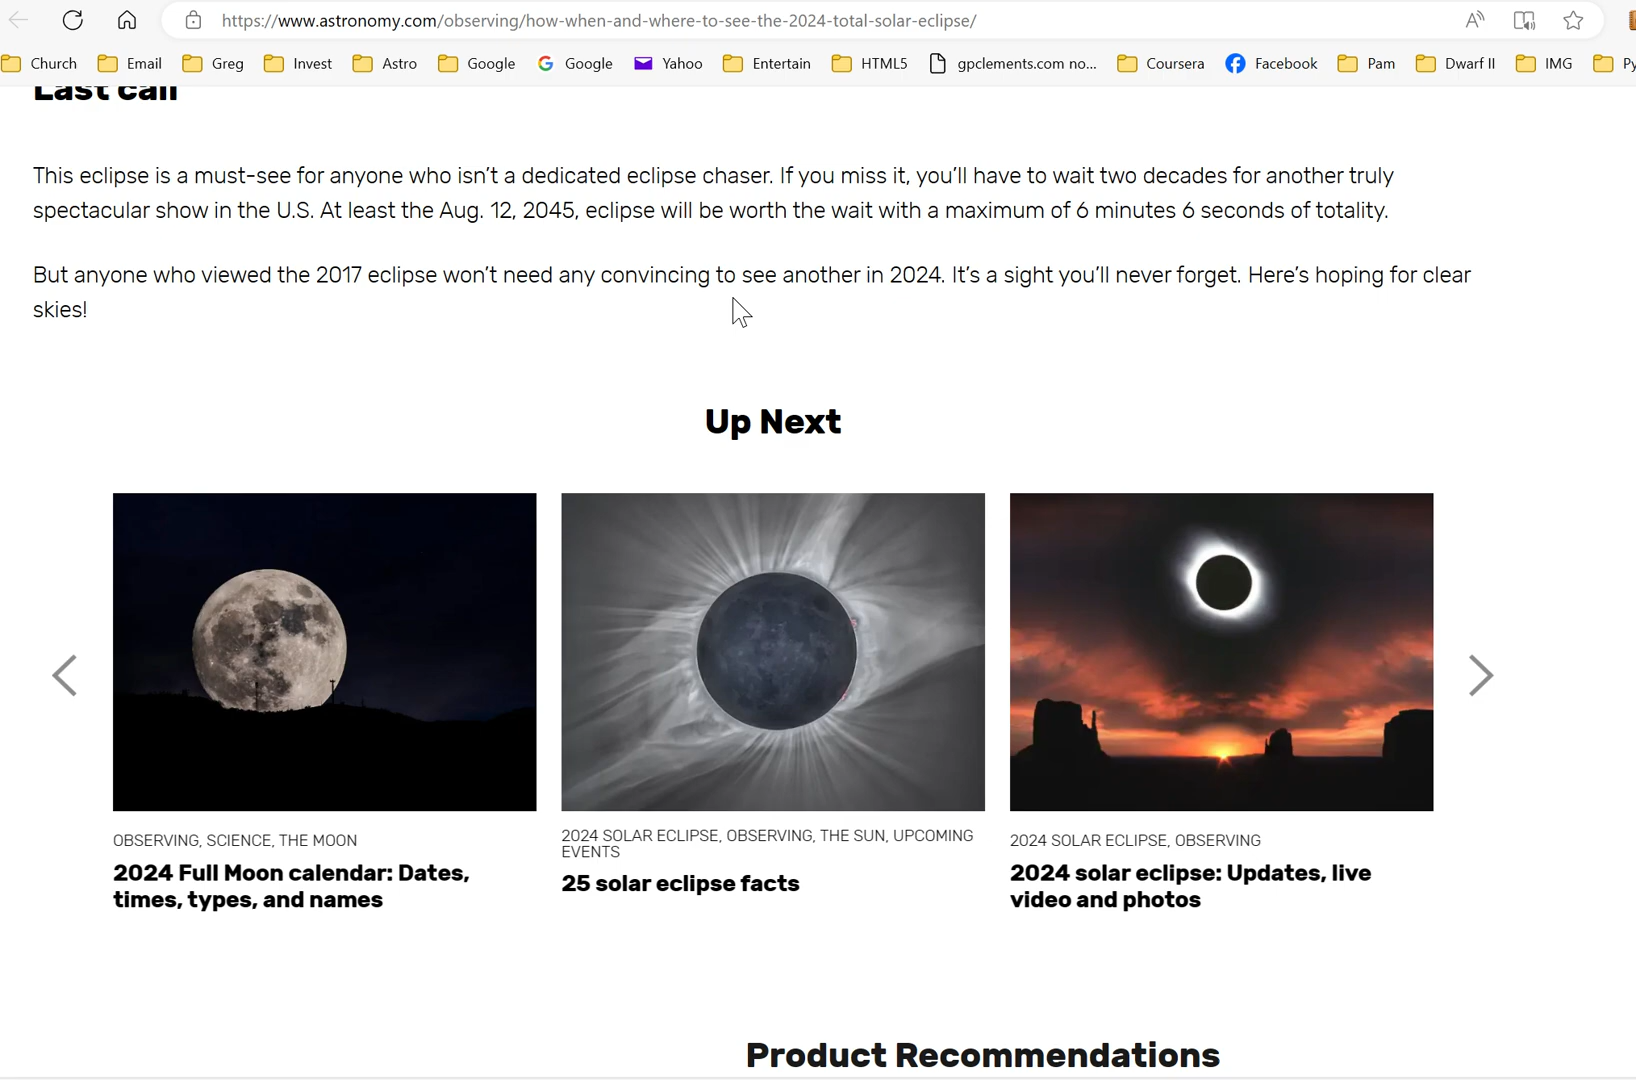 https://www.astronomy.com/observing/how-when-and-where-to-see-the-2024-total-solar-eclipse/
Church Email Greg Invest Astro Google Google Yahoo Entertain HTML5 gpclements.com no... Coursera Facebook Pam Dwarf II IMG Py
Last call
This eclipse is a must-see for anyone who isn’t a dedicated eclipse chaser. If you miss it, you’ll have to wait two decades for another truly
spectacular show in the U.S. At least the Aug. 12, 2045, eclipse will be worth the wait with a maximum of 6 minutes 6 seconds of totality.
But anyone who viewed the 2017 eclipse won’t need any convincing to see another in 2024. It’s a sight you’ll never forget. Here’s hoping for clear
skies!
Up Next
OBSERVING, SCIENCE, THE MOON
2024 Full Moon calendar: Dates,
times, types, and names
2024 SOLAR ECLIPSE, OBSERVING, THE SUN, UPCOMING
EVENTS
25 solar eclipse facts
2024 SOLAR ECLIPSE, OBSERVING
2024 solar eclipse: Updates, live
video and photos
Product Recommendations